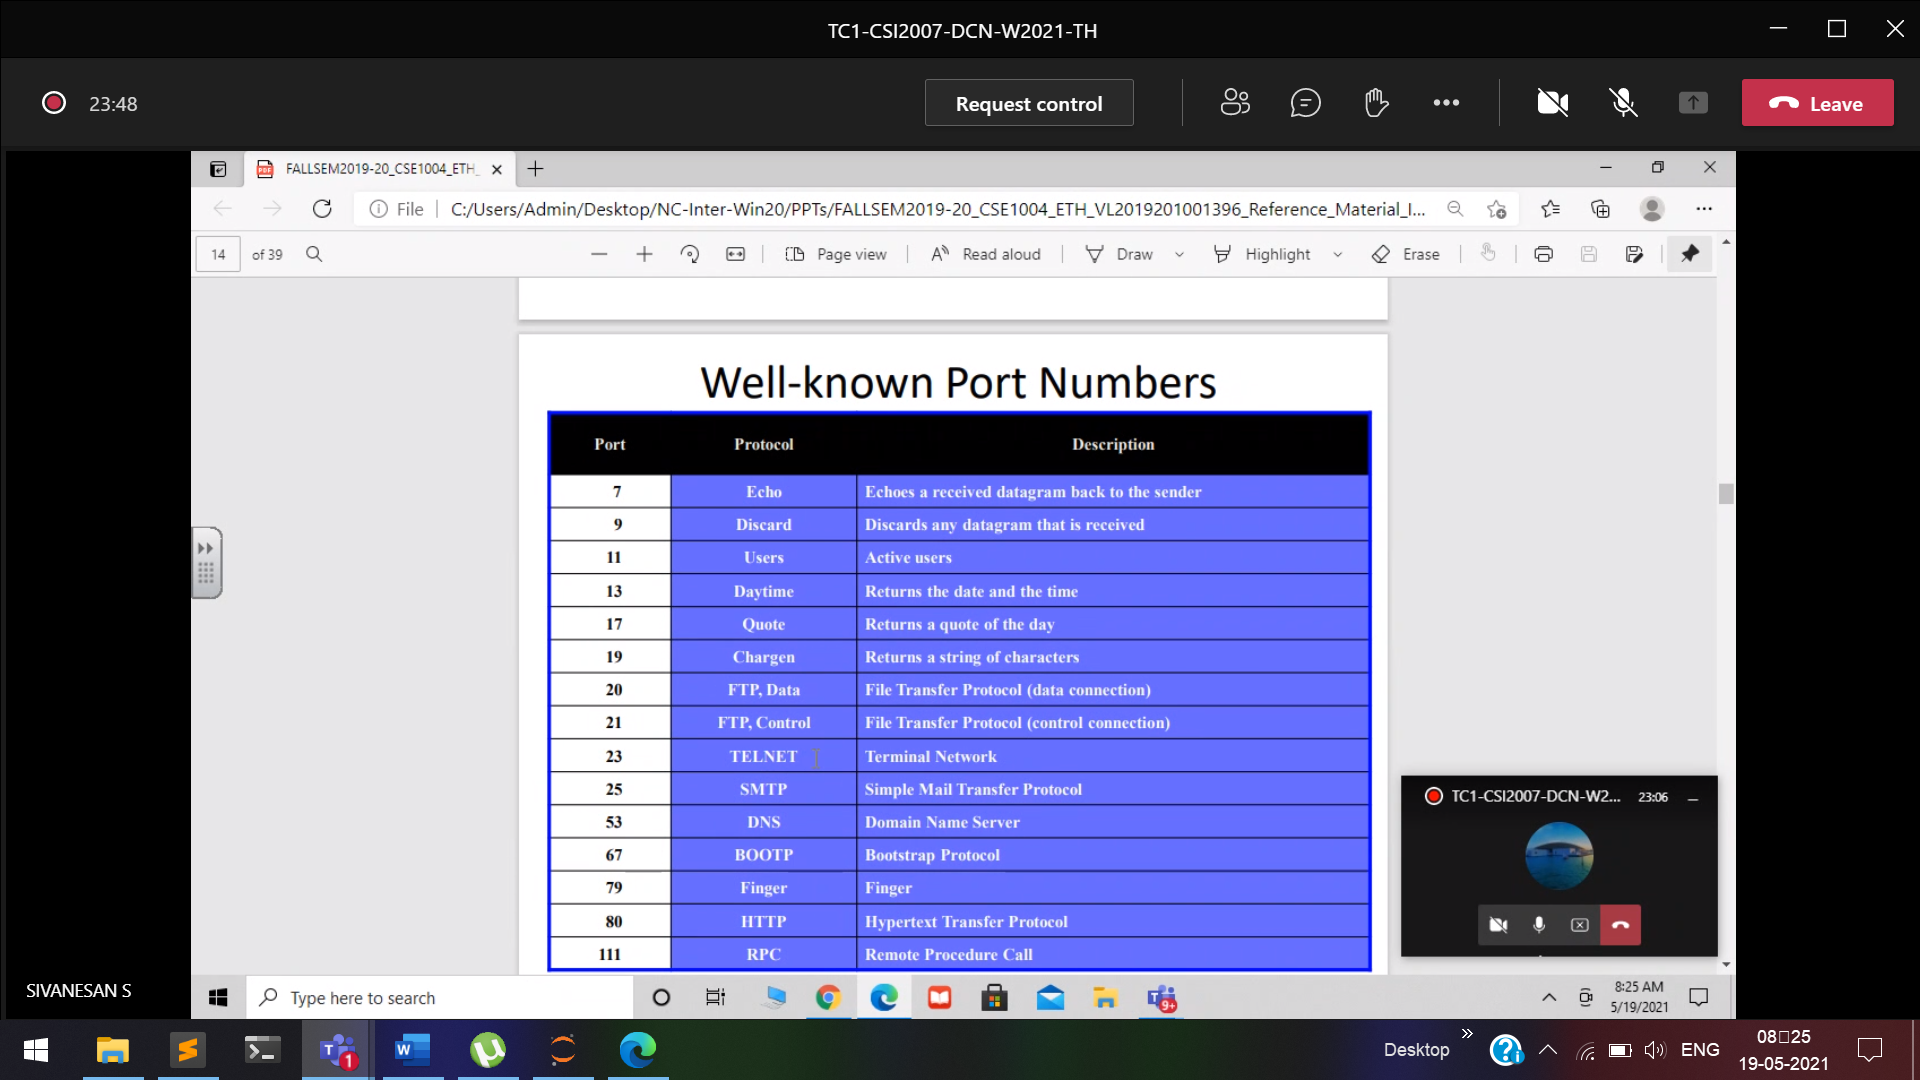 TC1-CSI2007-DCN-W2021-TH
23:48
Request control
Leave
FALLSEM2019-20_CSE1004_ETH_
File
C:/Users/Admin/Desktop/NC-Inter-Win20/PPTs/FALLSEM2019-20_CSE1004_ETH_VL2019201001396_Reference_Material_I...
14 of 39
Page view
Read aloud
Draw
Highlight
Erase
Well-known Port Numbers
Port Protocol Description
7 Echo Echoes a received datagram back to the sender
9 Discard Discards any datagram that is received
11 Users Active users
13 Daytime Returns the date and the time
17 Quote Returns a quote of the day
19 Chargen Returns a string of characters
20 FTP, Data File Transfer Protocol (data connection)
21 FTP, Control File Transfer Protocol (control connection)
23 TELNET Terminal Network
25 SMTP Simple Mail Transfer Protocol
53 DNS Domain Name Server
67 BOOTP Bootstrap Protocol
79 Finger Finger
80 HTTP Hypertext Transfer Protocol
111 RPC Remote Procedure Call
TC1-CSI2007-DCN-W2... 23:06
SIVANESAN S
Type here to search
9+
8:25 AM
5/19/2021
1
Desktop
ENG
08:25
19-05-2021